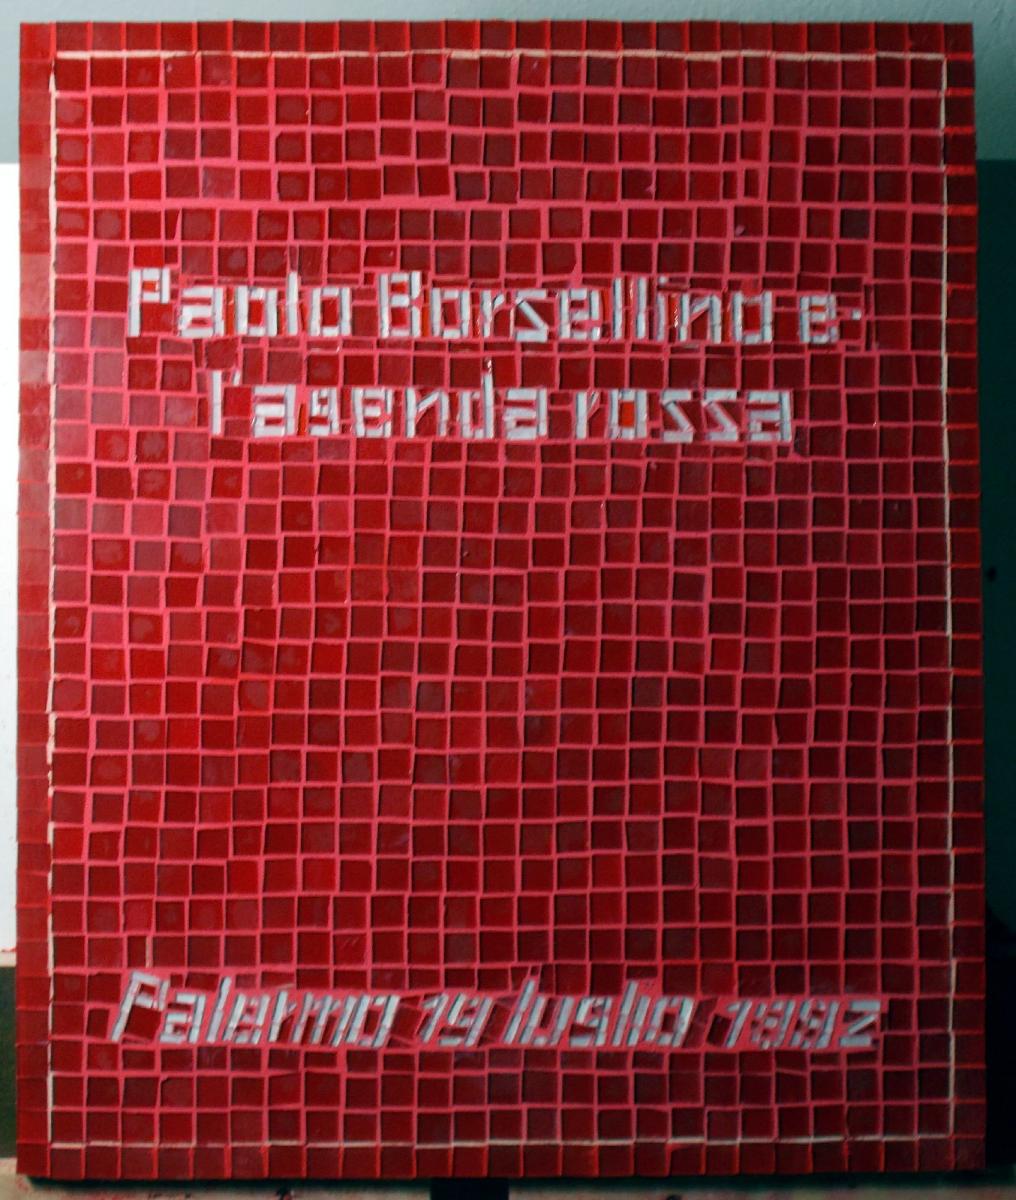 Paolo Borsellino e
l'agenda rossa
Palermo 19 luglio 1992